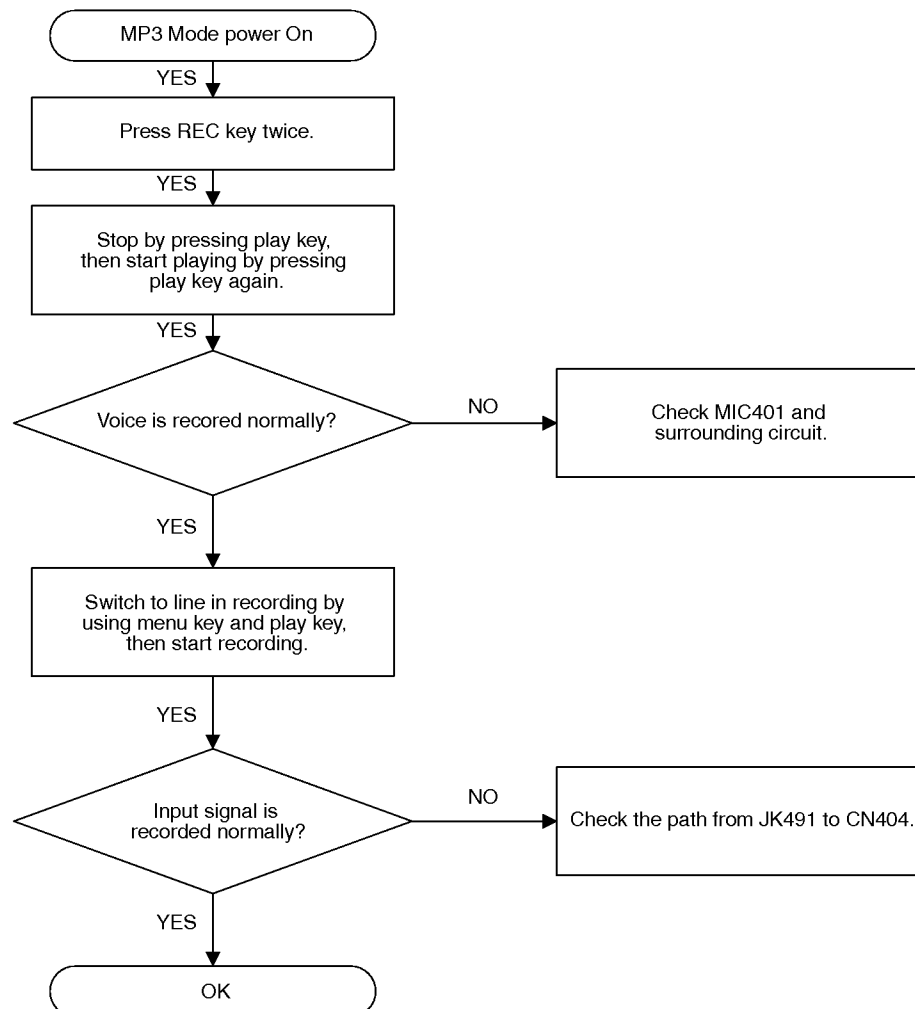 MP3 Mode power On
YES
Press REC key twice.
YES
Stop by pressing play key,
then start playing by pressing
play key again.
YES
Voice is recored normally?
NO
Check MIC401 and
surrounding circuit.
YES
Switch to line in recording by
using menu key and play key,
then start recording.
YES
Input signal is
recorded normally?
NO
Check the path from JK491 to CN404.
YES
OK